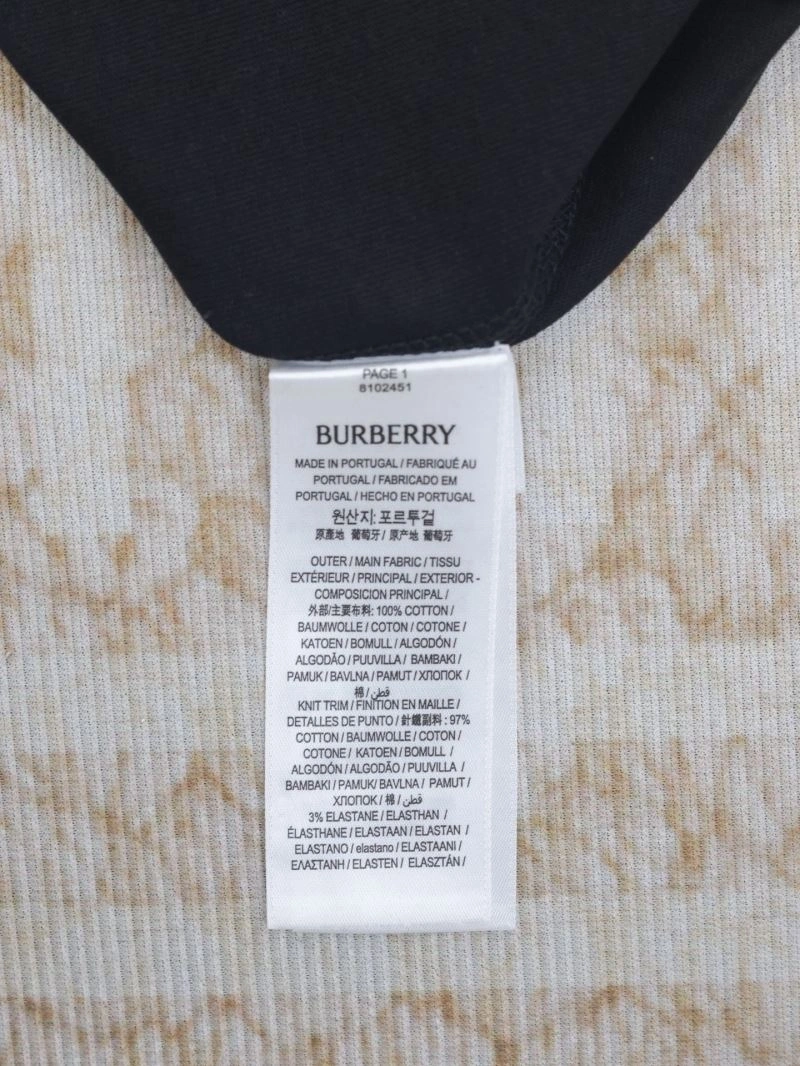 PAGE 1
8102451
BURBERRY
MADE IN PORTUGAL / FABRIQUÉ AU
PORTUGAL / FABRICADO EM
PORTUGAL / HECHO EN PORTUGAL
원산지: 포르투걸
原產地 葡萄牙 / 原产地 葡萄牙
OUTER / MAIN FABRIC / TISSU
EXTÉRIEUR / PRINCIPAL / EXTERIOR -
COMPOSICION PRINCIPAL /
外部/主要布料: 100% COTTON /
BAUMWOLLE / COTON / COTONE /
KATOEN / BOMULL / ALGODÓN /
ALGODÃO / PUUVILLA / BAMBAKI /
PAMUK / BAVLNA / PAMUT / ХЛОПОК /
棉 / قطن
KNIT TRIM / FINITION EN MAILLE /
DETALLES DE PUNTO / 針織副料 : 97%
COTTON / BAUMWOLLE / COTON /
COTONE / KATOEN / BOMULL /
ALGODÓN / ALGODÃO / PUUVILLA /
BAMBAKI / PAMUK/ BAVLNA / PAMUT /
ХЛОПОК / 棉 / قطن
3% ELASTANE / ELASTHAN /
ÉLASTHANE / ELASTAAN / ELASTAN /
ELASTANO / elastano / ELASTAANI /
ΕΛΑΣΤΑΝΗ / ELASTEN / ELASZTÁN /